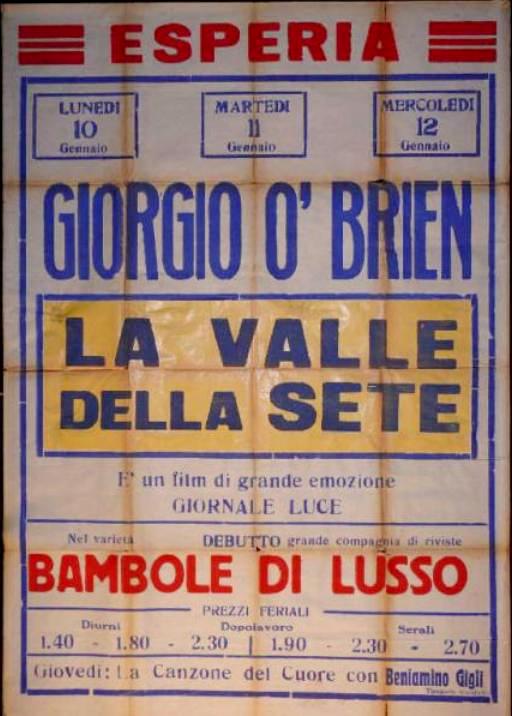 ESPERIA
LUNEDI MARTEDI MERCOLEDI
10 11 12
Gennaio Gennaio Gennaio
GIORGIO O' BRIEN
LA VALLE
DELLA SETE
E' un film di grande emozione
GIORNALE LUCE
Nel varietà DEBUTTO grande compagnia di riviste
BAMBOLE DI LUSSO
PREZZI FERIALI
Diurni Dopolavoro Serali
1.40 - 1.80 - 2.30 | 1.90 - 2.30 - 2.70
Giovedì: La Canzone del Cuore con Beniamino Gigli